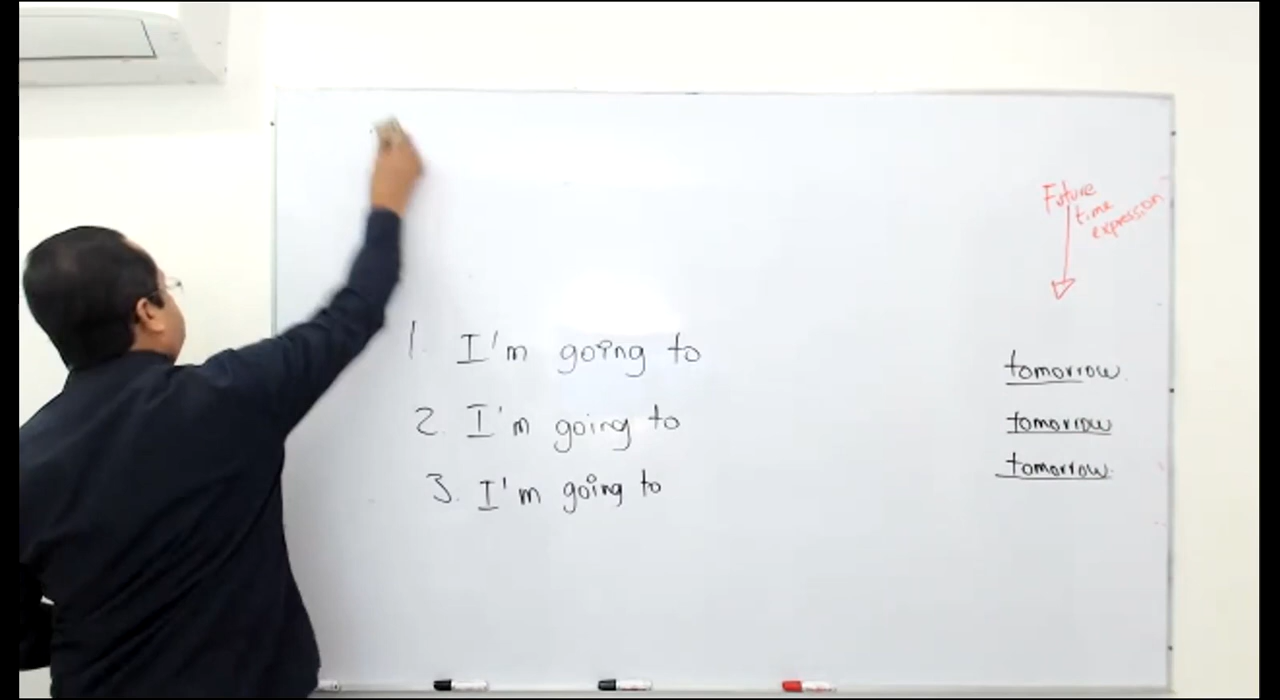 Future
time
expression
1. I'm going to tomorrow.
2. I'm going to tomorrow
3. I'm going to tomorrow.